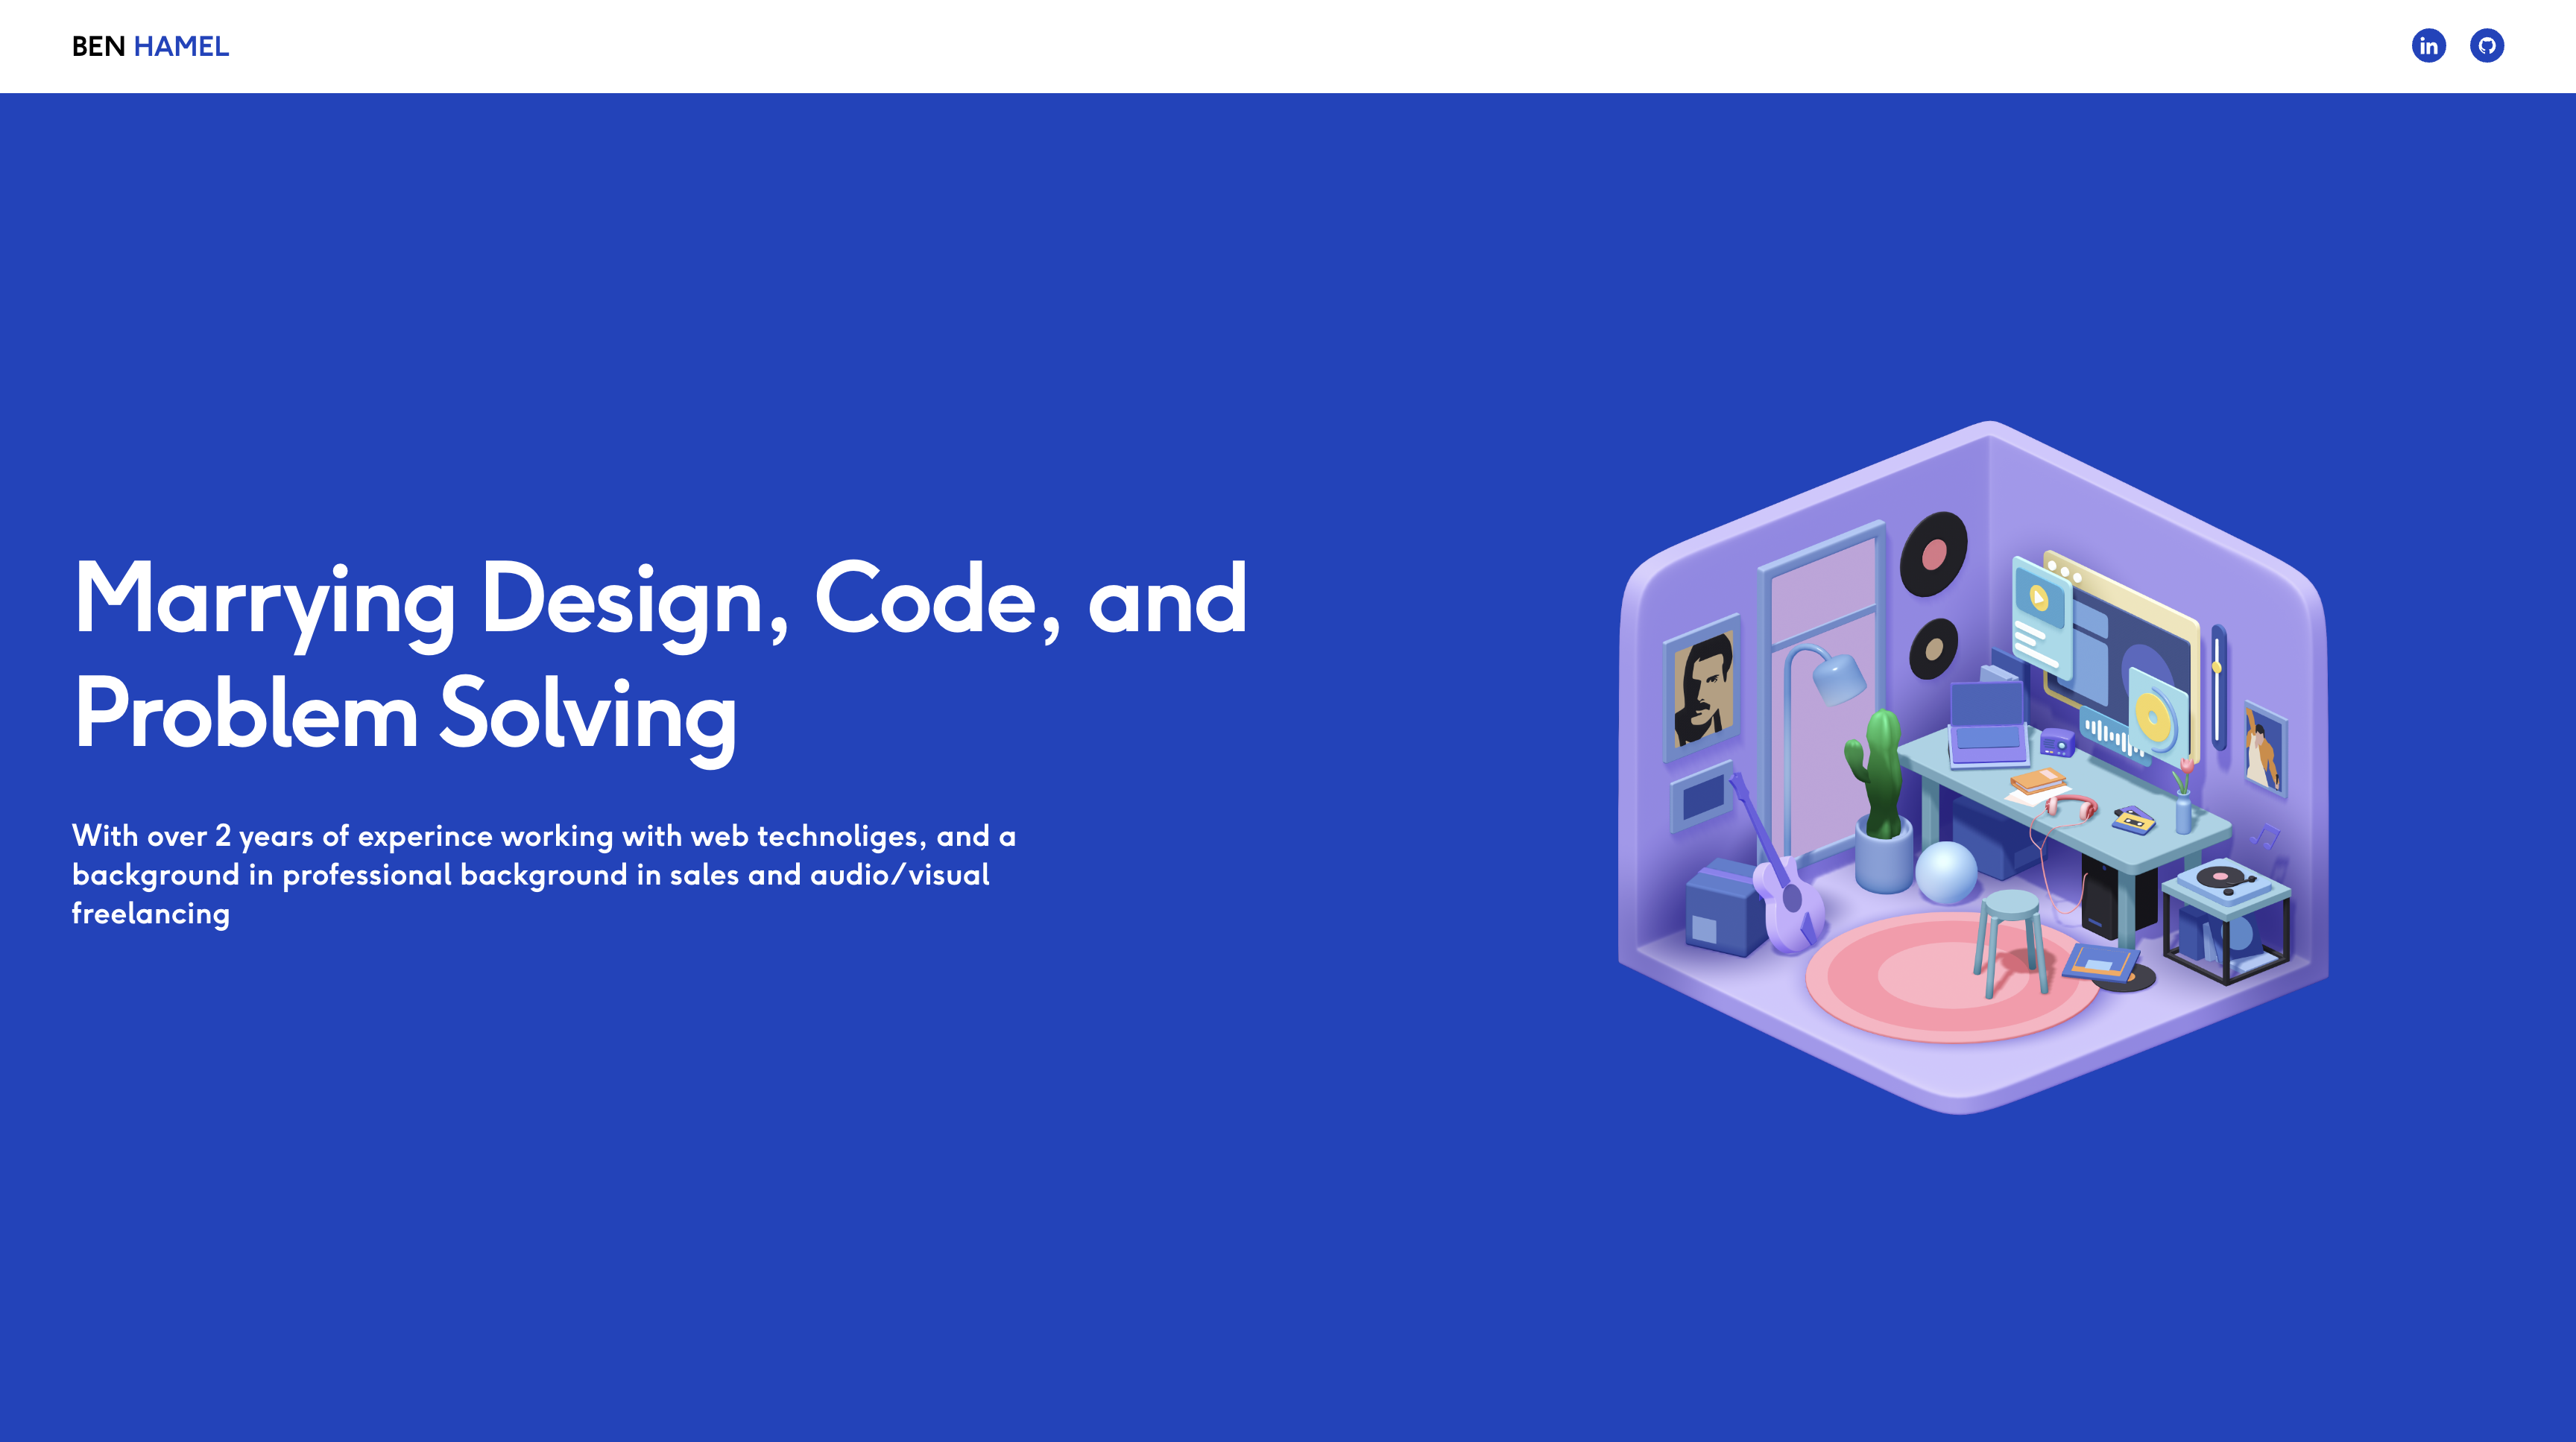 BEN HAMEL
in
Marrying Design, Code, and
Problem Solving
With over 2 years of experince working with web technoliges, and a
background in professional background in sales and audio/visual
freelancing